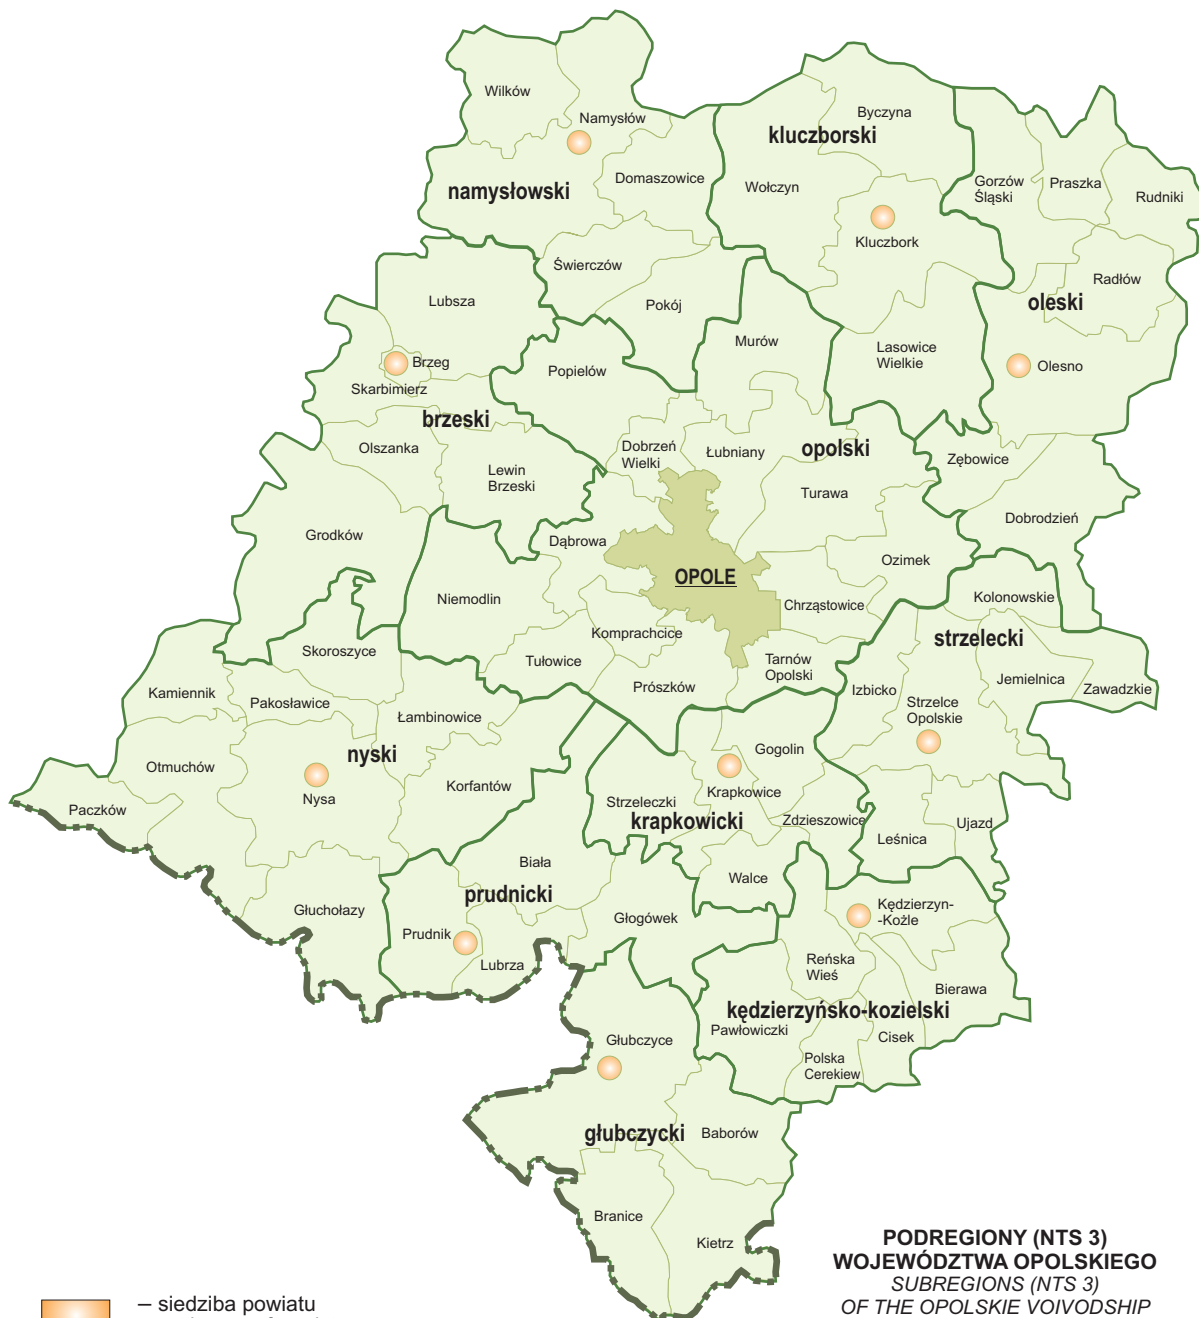 Wilków
Namysłów
Byczyna
kluczborski
Domaszowice
namysłowski
Wołczyn
Gorzów
Śląski
Praszka
Rudniki
Kluczbork
Świerczów
Radłów
Lubsza
Pokój
oleski
Murów
Lasowice
Wielkie
Brzeg
Skarbimierz
Popielów
Olesno
brzeski
Olszanka
Dobrzeń
Wielki
Łubniany
opolski
Zębowice
Lewin
Brzeski
Turawa
Dobrodzień
Grodków
Dąbrowa
Ozimek
OPOLE
Niemodlin
Chrząstowice
Kolonowskie
Komprachcice
strzelecki
Skoroszyce
Tułowice
Tarnów
Opolski
Prószków
Jemielnica
Izbicko
Zawadzkie
Kamiennik
Pakosławice
Strzelce
Opolskie
Łambinowice
nyski
Gogolin
Otmuchów
Korfantów
Nysa
Krapkowice
Strzeleczki
Paczków
krapkowicki
Zdzieszowice
Ujazd
Leśnica
Biała
Walce
prudnicki
Głuchołazy
Głogówek
Kędzierzyn-
-Koźle
Prudnik
Lubrza
Reńska
Wieś
Bierawa
kędzierzyńsko-kozielski
Pawłowiczki
Cisek
Głubczyce
Polska
Cerekiew
głubczycki
Baborów
Branice
Kietrz
PODREGIONY (NTS 3)
WOJEWÓDZTWA OPOLSKIEGO
SUBREGIONS (NTS 3)
OF THE OPOLSKIE VOIVODSHIP
– siedziba powiatu